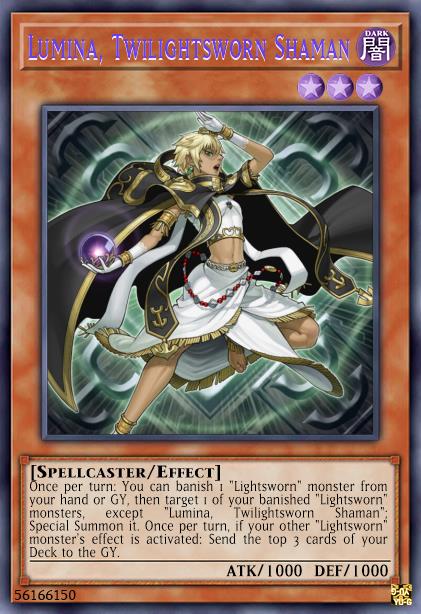 Lumina, Twilightsworn Shaman
DARK
闇
[Spellcaster/Effect]
Once per turn: You can banish 1 "Lightsworn" monster from
your hand or GY, then target 1 of your banished "Lightsworn"
monsters, except "Lumina, Twilightsworn Shaman";
Special Summon it. Once per turn, if your other "Lightsworn"
monster's effect is activated: Send the top 3 cards of your
Deck to the GY.
ATK/1000 DEF/1000
56166150